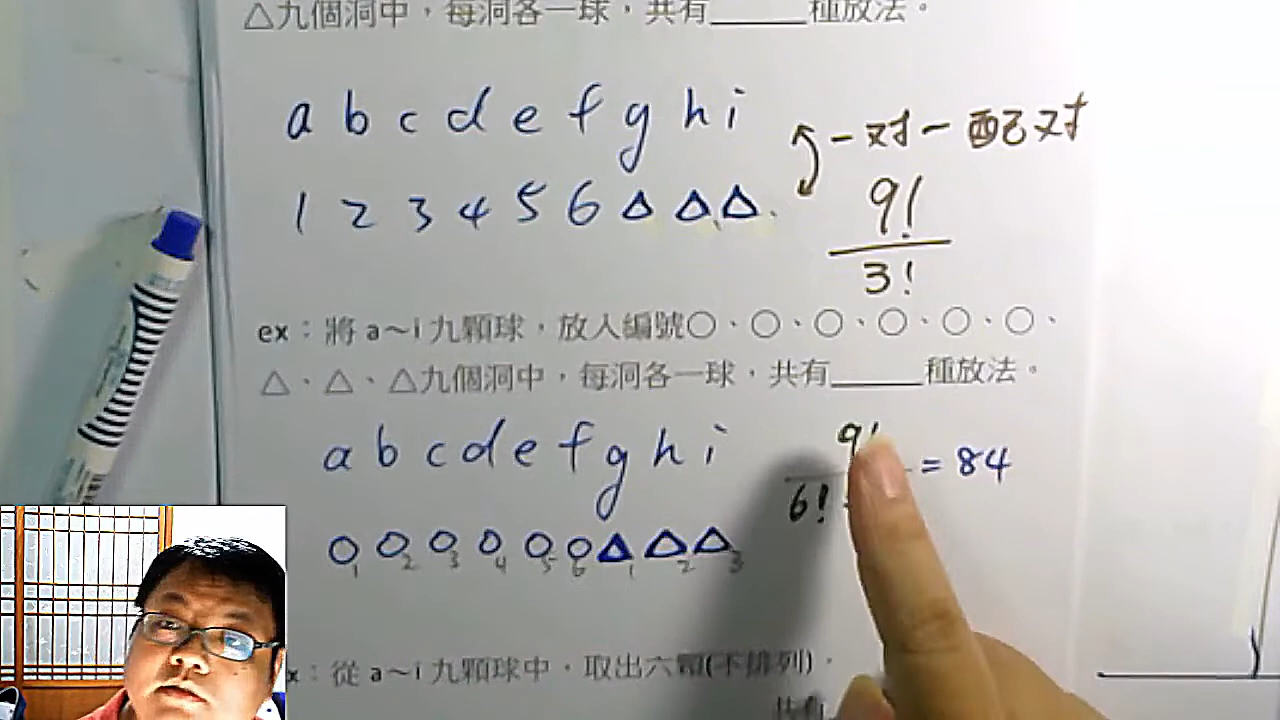 △九個洞中，每洞各一球，共有______種放法。
a b c d e f g h i
一对一配对
1 2 3 4 5 6 △ △ △
9!
3!
ex：將 a～i 九顆球，放入編號○、○、○、○、○、○、
△、△、△九個洞中，每洞各一球，共有______種放法。
a b c d e f g h i
9!
6!
= 84
○1 ○2 ○3 ○4 ○5 ○6 △1 △2 △3
x：從 a～i 九顆球中，取出六顆(不排列)，
共有